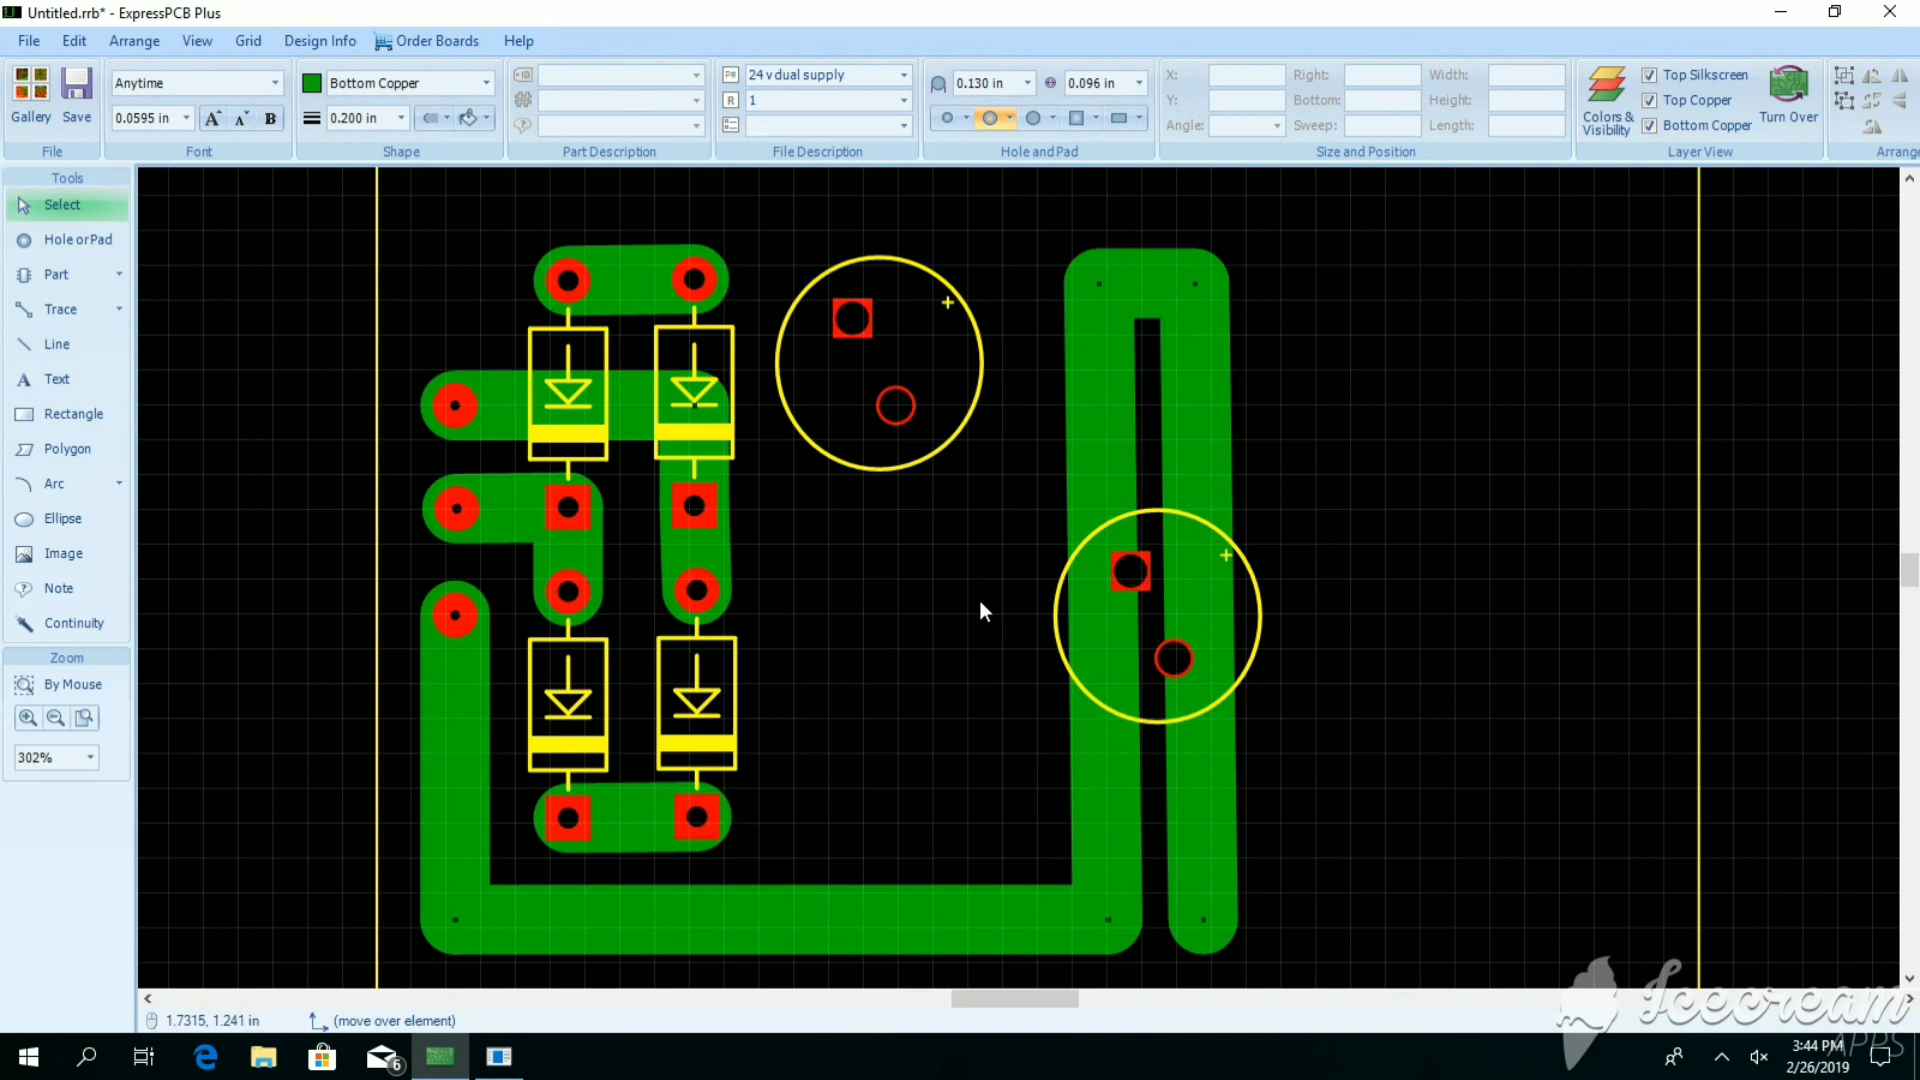 Untitled.rrb* - ExpressPCB Plus
File Edit Arrange View Grid Design Info Order Boards Help
Anytime
Bottom Copper
24 v dual supply
0.130 in
0.096 in
X:
Right:
Width:
Top Silkscreen
R
1
Y:
Bottom:
Height:
Top Copper
Gallery
Save
0.0595 in
A
A
B
0.200 in
Angle:
Sweep:
Length:
Colors & Visibility
Bottom Copper
Turn Over
File
Font
Shape
Part Description
File Description
Hole and Pad
Size and Position
Layer View
Arrange
Tools
Select
Hole or Pad
Part
Trace
Line
Text
Rectangle
Polygon
Arc
Ellipse
Image
Note
Continuity
Zoom
By Mouse
302%
+
+
1.7315, 1.241 in
(move over element)
Icecream
APPS
6
3:44 PM
2/26/2019